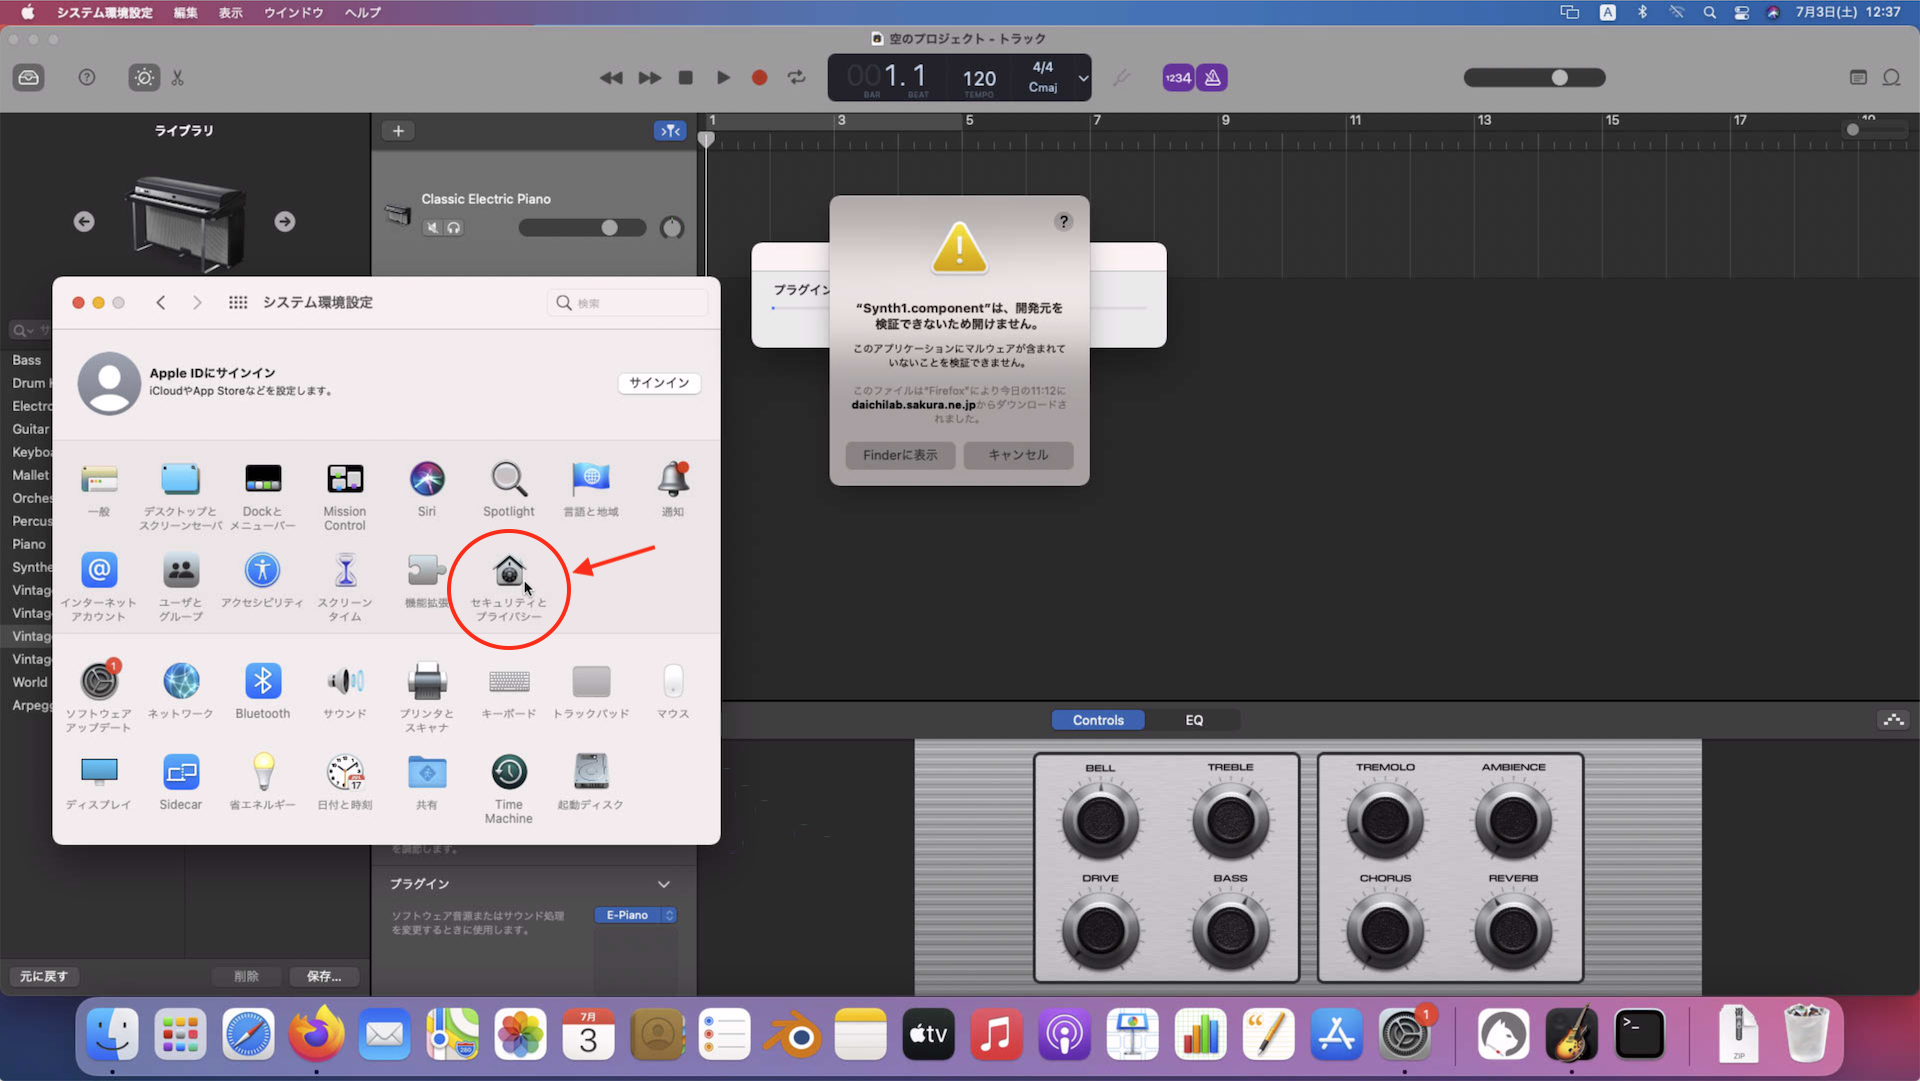 システム環境設定 編集 表示 ウインドウ ヘルプ
A 7月3日(土) 12:37
空のプロジェクト - トラック
001.1
BAR BEAT
120
TEMPO
4/4
Cmaj
1234
ライブラリ
1 3 5 7 9 11 13 15 17
Classic Electric Piano
プラグイン
"Synth1.component"は、開発元を
検証できないため開けません。
このアプリケーションにマルウェアが含まれて
いないことを検証できません。
このファイルは"Firefox"により今日の11:12に
daichilab.sakura.ne.jpからダウンロードさ
れました。
Finderに表示 キャンセル
システム環境設定
検索
Apple IDにサインイン
iCloudやApp Storeなどを設定します。
サインイン
Bass
Drum
Electro
Guitar
Keyboa
Mallet
Orches
Percus
Piano
Synthe
Vintag
Vintag
Vintag
Vintag
World
Arpegg
一般
デスクトップと
スクリーンセーバ
Dockと
メニューバー
Mission
Control
Siri
Spotlight
言語と地域
通知
インターネット
アカウント
ユーザと
グループ
アクセシビリティ
スクリーン
タイム
機能拡張
セキュリティと
プライバシー
1
ソフトウェア
アップデート
ネットワーク
Bluetooth
サウンド
プリンタと
スキャナ
キーボード
トラックパッド
マウス
ディスプレイ
Sidecar
省エネルギー
17
日付と時刻
共有
Time
Machine
起動ディスク
を調節します。
プラグイン
ソフトウェア音源またはサウンド処理
を変更するときに使用します。
E-Piano
元に戻す 削除 保存...
Controls EQ
BELL TREBLE TREMOLO AMBIENCE
DRIVE BASS CHORUS REVERB
7月
3
tv
1
ZIP